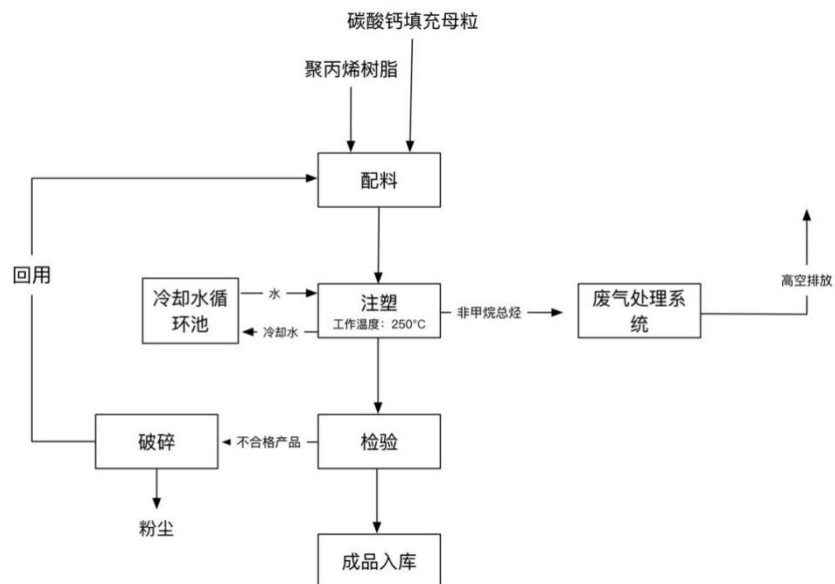 碳酸钙填充母粒
聚丙烯树脂
配料
回用
高空排放
冷却水循
环池
水
冷却水
注塑
工作温度：250°C
非甲烷总烃
废气处理系
统
破碎
不合格产品
检验
粉尘
成品入库